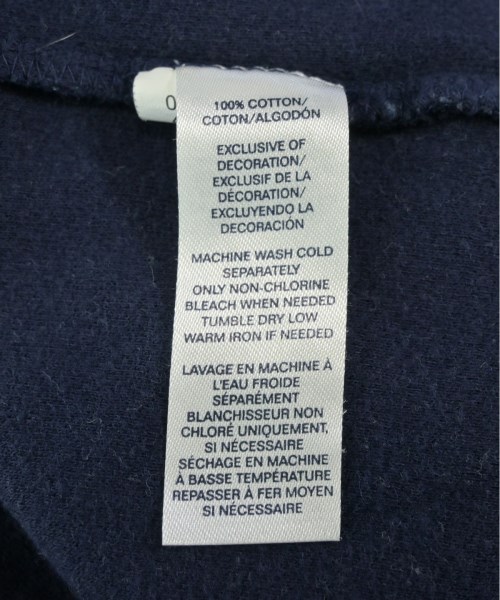 0
100% COTTON/
COTON/ALGODÓN
EXCLUSIVE OF
DECORATION/
EXCLUSIF DE LA
DÉCORATION/
EXCLUYENDO LA
DECORACIÓN
MACHINE WASH COLD
SEPARATELY
ONLY NON-CHLORINE
BLEACH WHEN NEEDED
TUMBLE DRY LOW
WARM IRON IF NEEDED
LAVAGE EN MACHINE À
L'EAU FROIDE
SÉPARÉMENT
BLANCHISSEUR NON
CHLORÉ UNIQUEMENT,
SI NÉCESSAIRE
SÉCHAGE EN MACHINE
À BASSE TEMPÉRATURE
REPASSER À FER MOYEN
SI NÉCESSAIRE